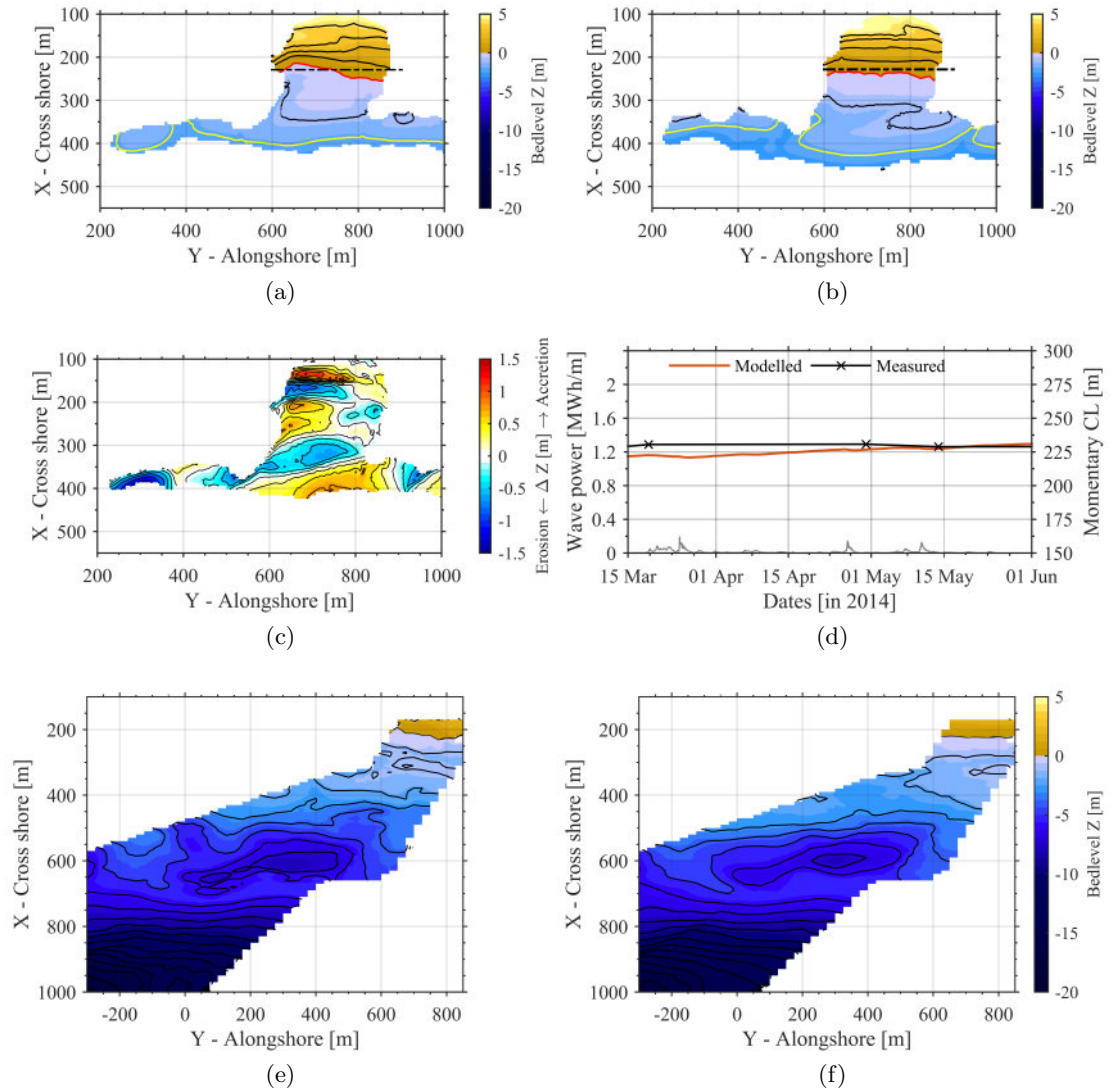 100
200
300
400
500
X - Cross shore [m]
200 400 600 800 1000
Y - Alongshore [m]
5
0
-5
-10
-15
-20
Bedlevel Z [m]
(a)
100
200
300
400
500
X - Cross shore [m]
200 400 600 800 1000
Y - Alongshore [m]
5
0
-5
-10
-15
-20
Bedlevel Z [m]
(b)
100
200
300
400
500
X - Cross shore [m]
200 400 600 800 1000
Y - Alongshore [m]
1.5
1
0.5
0
-0.5
-1
-1.5
Erosion ← Δ Z [m] → Accretion
(c)
Modelled Measured
2
1.6
1.2
0.8
0.4
0
Wave power [MWh/m]
300
275
250
225
200
175
150
Momentary CL [m]
15 Mar 01 Apr 15 Apr 01 May 15 May 01 Jun
Dates [in 2014]
(d)
200
400
600
800
1000
X - Cross shore [m]
-200 0 200 400 600 800
Y - Alongshore [m]
(e)
200
400
600
800
1000
X - Cross shore [m]
-200 0 200 400 600 800
Y - Alongshore [m]
5
0
-5
-10
-15
-20
Bedlevel Z [m]
(f)